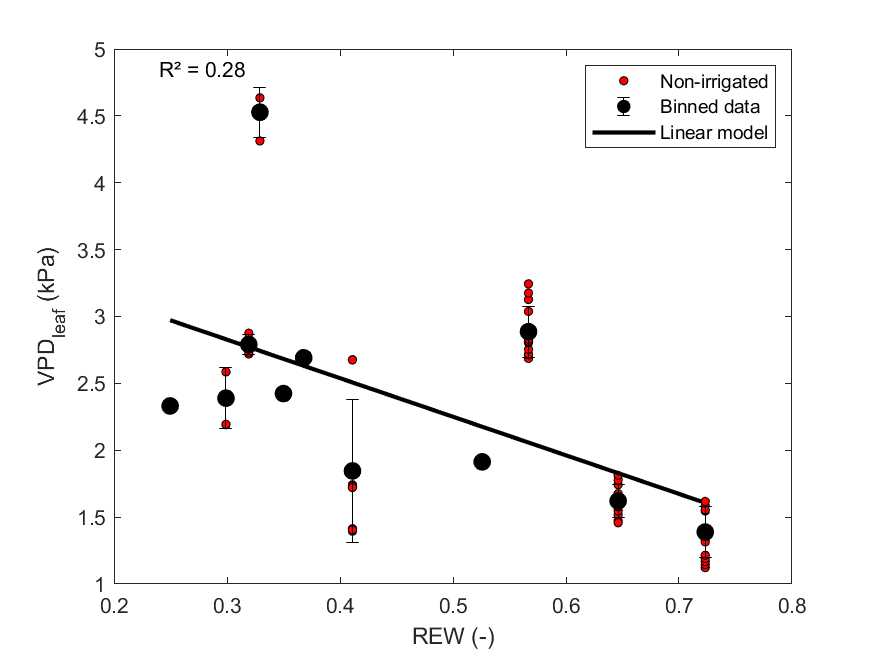 R² = 0.28
Non-irrigated
Binned data
Linear model
5
4.5
4
3.5
3
2.5
2
1.5
1
VPD_leaf (kPa)
0.2 0.3 0.4 0.5 0.6 0.7 0.8
REW (-)